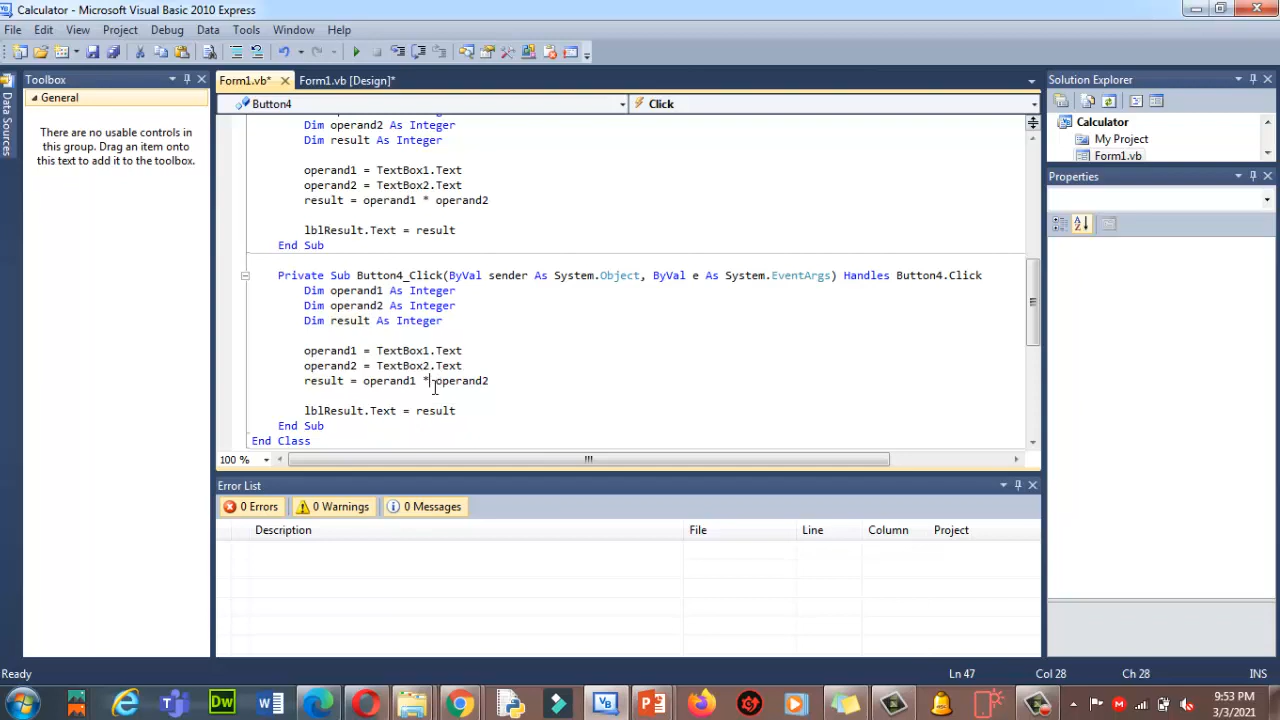 Calculator - Microsoft Visual Basic 2010 Express
File Edit View Project Debug Data Tools Window Help
Toolbox
General
There are no usable controls in
this group. Drag an item onto
this text to add it to the toolbox.
Data Sources
Form1.vb* Form1.vb [Design]*
Button4 Click
Dim operand2 As Integer
Dim result As Integer
operand1 = TextBox1.Text
operand2 = TextBox2.Text
result = operand1 * operand2
lblResult.Text = result
End Sub
Private Sub Button4_Click(ByVal sender As System.Object, ByVal e As System.EventArgs) Handles Button4.Click
Dim operand1 As Integer
Dim operand2 As Integer
Dim result As Integer
operand1 = TextBox1.Text
operand2 = TextBox2.Text
result = operand1 * operand2
lblResult.Text = result
End Sub
End Class
100 %
Error List
0 Errors 0 Warnings 0 Messages
Description File Line Column Project
Solution Explorer
Calculator
My Project
Form1.vb
Properties
Ready Ln 47 Col 28 Ch 28 INS
Dw
9:53 PM
3/3/2021